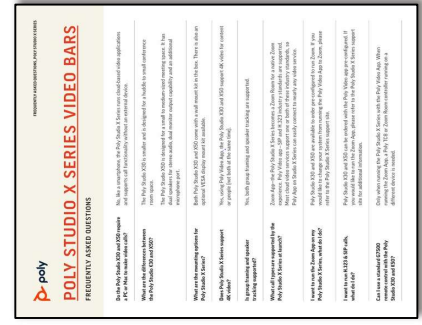 FREQUENTLY ASKED QUESTIONS, POLY STUDIO X SERIES
poly
POLY STUDIO X SERIES VIDEO BARS
FREQUENTLY ASKED QUESTIONS
Do the Poly Studio X30 and X50 require
a PC or Mac to make video calls?
No, like a smartphone, the Poly Studio X Series runs cloud-based video applications
and supports call functionality without an external device.
What are the differences between
the Poly Studio X30 and X50?
The Poly Studio X30 is smaller and is designed for a huddle to small conference
room space.
The Poly Studio X50 is designed for a small to medium-sized meeting space. It has
dual speakers for stereo audio, dual monitor output capability and an additional
microphone port.
What are the mounting options for
Poly Studio X Series?
Both Poly Studio X30 and X50 come with a wall mount kit in the box. There is also an
optional VESA display mount kit available.
Does Poly Studio X Series support
4K video?
Yes, using Poly Video App, the Poly Studio X30 and X50 support 4K video for content
or people (not both at the same time).
Is group framing and speaker
tracking supported?
Yes, both group framing and speaker tracking are supported.
What call types are supported by the
Poly Studio X Series at launch?
Zoom App–the Poly Studio X Series becomes a Zoom Room for a native Zoom
experience. Poly Video app – SIP and H.323 industry standards are supported.
Most cloud video services support one or both of these industry standards, so
Poly App on Studio X Series can easily connect to nearly any video service.
I want to run the Zoom App on my
Poly Studio X Series, what do I do?
Poly Studio X30 and X50 are available to order pre-configured to run Zoom. If you
would like to change your system from running the Poly Video App to Zoom, please
refer to the Poly Studio X Series support site.
I want to run H.323 & SIP calls,
what do I do?
Poly Studio X30 and X50 can be ordered with the Poly Video app pre-configured. If
you would like to run the Zoom App, please refer to the Poly Studio X Series support
site for additional information.
Can I use a standard G7500
remote control with the Poly
Studio X30 and X50?
Only when running the Poly Studio X Series with the Poly Video App. When
running the Zoom App, a Poly TC8 or Zoom Room controller running on a
different device is needed.